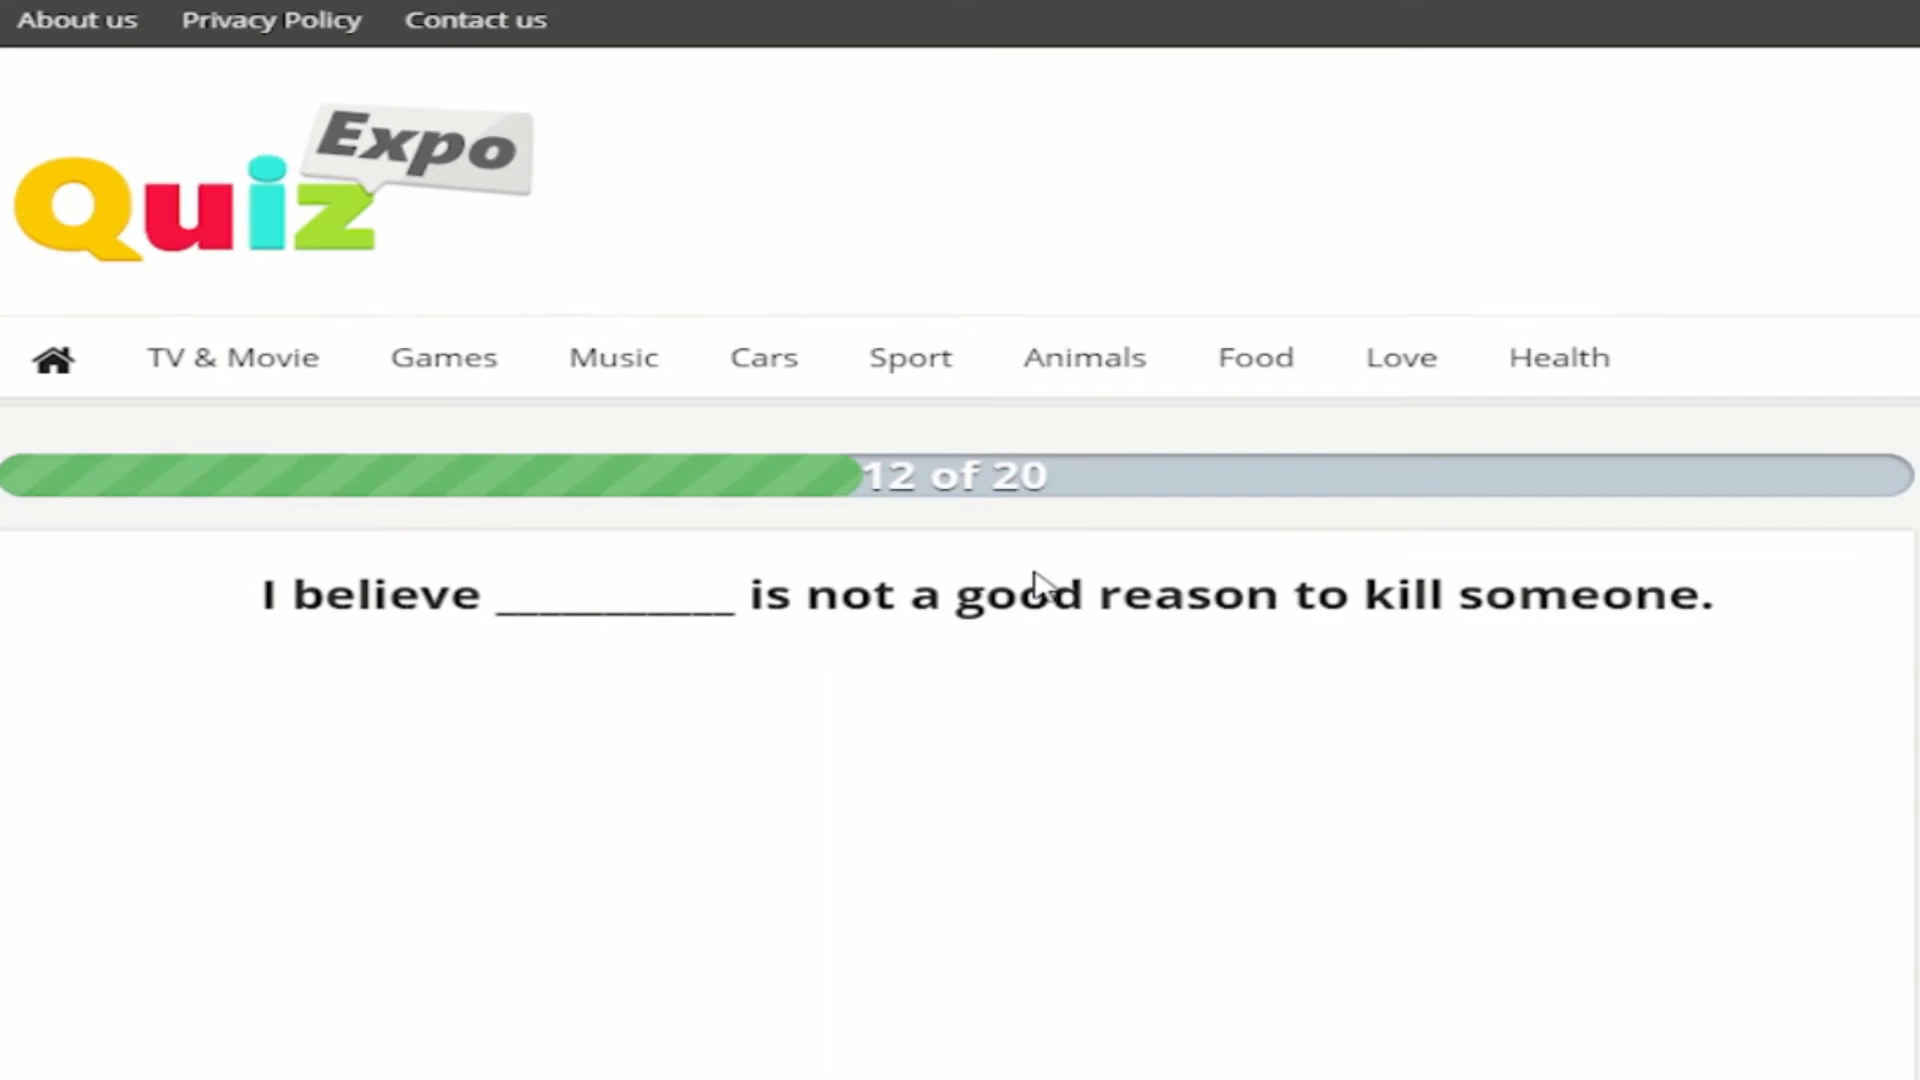 About us Privacy Policy Contact us
Quiz Expo
TV & Movie Games Music Cars Sport Animals Food Love Health
12 of 20
I believe ___________ is not a good reason to kill someone.